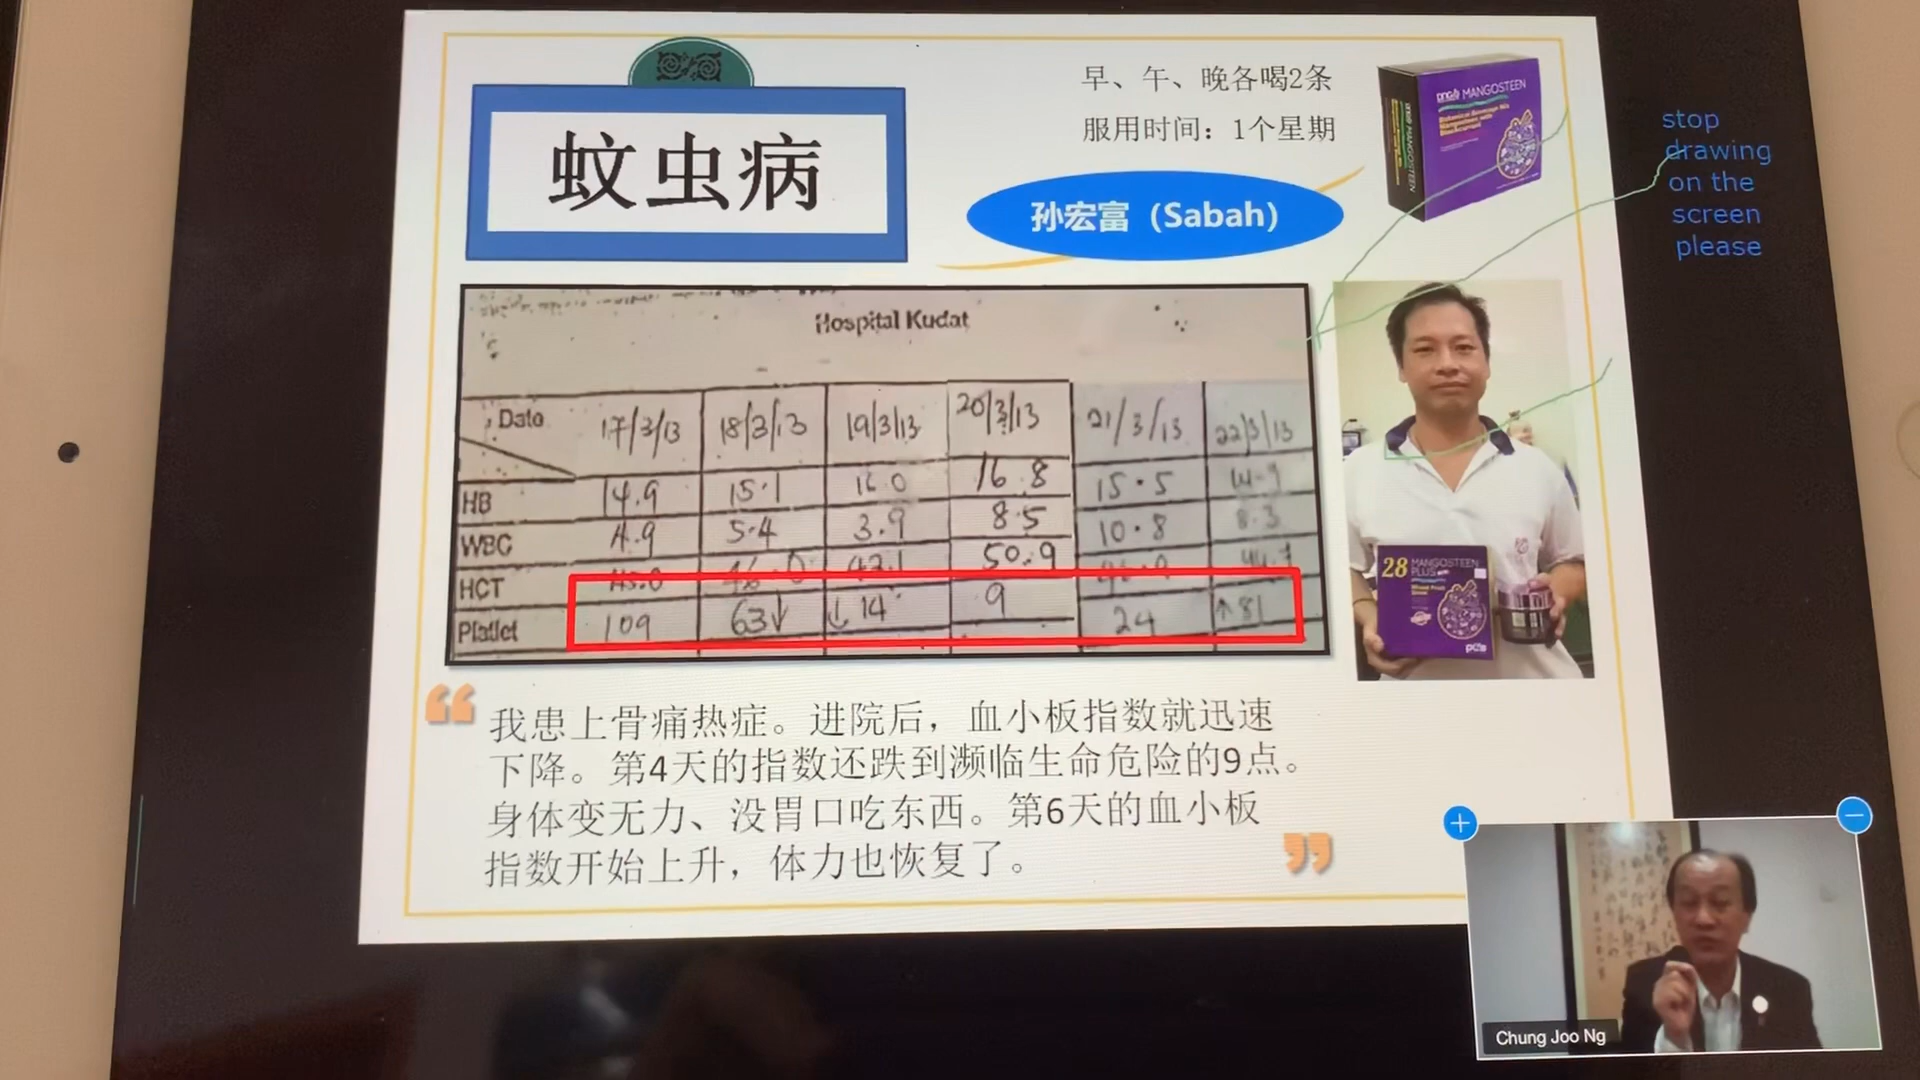 早、午、晚各喝2条
服用时间：1个星期
蚊虫病
孙宏富（Sabah）
MANGOSTEEN
stop
drawing
on the
screen
please
Hospital Kudat
Date 17/3/13 18/3/13 19/3/13 20/3/13 21/3/13 22/3/13
HB 14.9 15.1 16.0 16.8 15.5 14.9
WBC 4.9 5.4 3.9 8.5 10.8 8.3
HCT 46.0 42.1 50.9
Platlet 109 63↓ ↓14 9 24 ↑81
28 MANGOSTEEN
PLUS
“我患上骨痛热症。进院后，血小板指数就迅速
下降。第4天的指数还跌到濒临生命危险的9点。
身体变无力、没胃口吃东西。第6天的血小板
指数开始上升，体力也恢复了。”
Chung Joo Ng